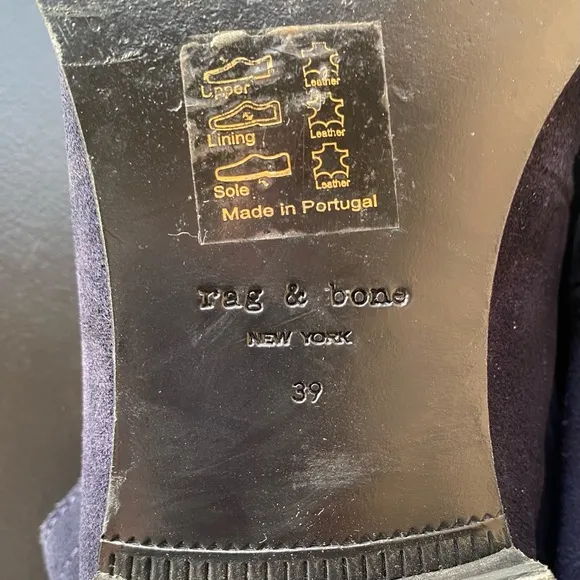 Upper Leather
Lining Leather
Sole Leather
Made in Portugal
rag & bone
NEW YORK
39